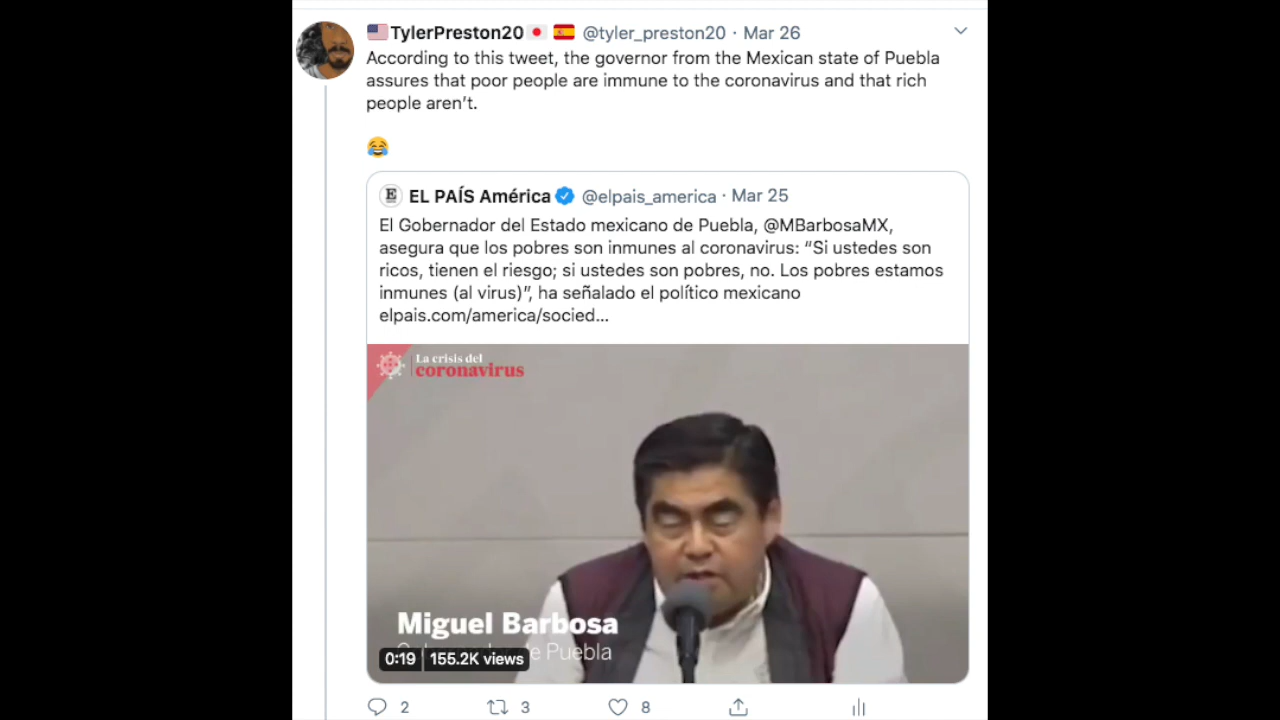 TylerPreston20 @tyler_preston20 · Mar 26
According to this tweet, the governor from the Mexican state of Puebla
assures that poor people are immune to the coronavirus and that rich
people aren't.
EL PAÍS América @elpais_america · Mar 25
El Gobernador del Estado mexicano de Puebla, @MBarbosaMX,
asegura que los pobres son inmunes al coronavirus: “Si ustedes son
ricos, tienen el riesgo; si ustedes son pobres, no. Los pobres estamos
inmunes (al virus)”, ha señalado el político mexicano
elpais.com/america/socied...
La crisis del
coronavirus
Miguel Barbosa
Puebla
0:19 155.2K views
2 3 8